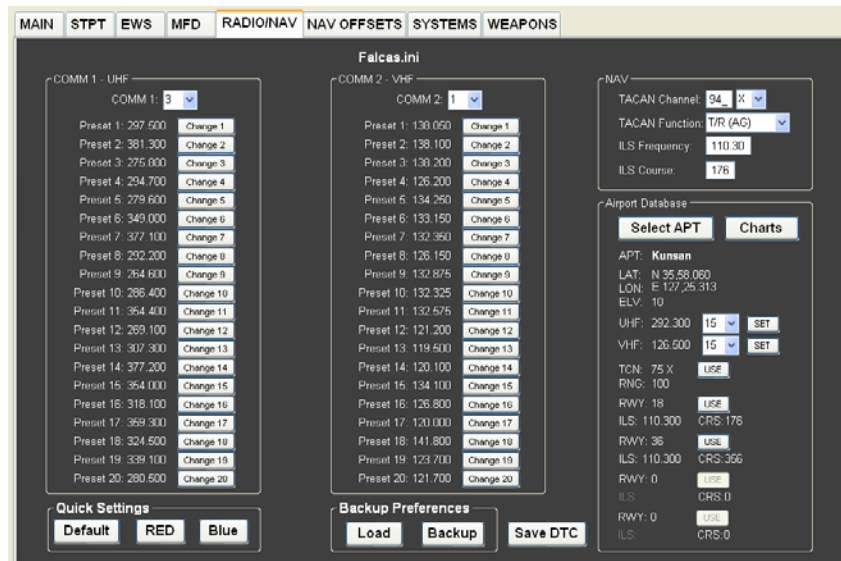 MAIN STPT EWS MFD RADIO/NAV NAV OFFSETS SYSTEMS WEAPONS
Falcas.ini
COMM 1 - UHF
COMM 1: 3
Preset 1: 297.500 Change 1
Preset 2: 381.300 Change 2
Preset 3: 275.800 Change 3
Preset 4: 294.700 Change 4
Preset 5: 279.600 Change 5
Preset 6: 349.000 Change 6
Preset 7: 377.100 Change 7
Preset 8: 292.200 Change 8
Preset 9: 264.600 Change 9
Preset 10: 286.400 Change 10
Preset 11: 354.400 Change 11
Preset 12: 269.100 Change 12
Preset 13: 307.300 Change 13
Preset 14: 377.200 Change 14
Preset 15: 354.000 Change 15
Preset 16: 318.100 Change 16
Preset 17: 359.300 Change 17
Preset 18: 324.500 Change 18
Preset 19: 339.100 Change 19
Preset 20: 280.500 Change 20
Quick Settings
Default RED Blue
COMM 2 - VHF
COMM 2: 1
Preset 1: 138.050 Change 1
Preset 2: 138.100 Change 2
Preset 3: 138.200 Change 3
Preset 4: 126.200 Change 4
Preset 5: 134.250 Change 5
Preset 6: 133.150 Change 6
Preset 7: 132.350 Change 7
Preset 8: 126.150 Change 8
Preset 9: 132.875 Change 9
Preset 10: 132.325 Change 10
Preset 11: 132.575 Change 11
Preset 12: 121.200 Change 12
Preset 13: 119.500 Change 13
Preset 14: 120.100 Change 14
Preset 15: 134.100 Change 15
Preset 16: 126.800 Change 16
Preset 17: 120.000 Change 17
Preset 18: 141.800 Change 18
Preset 19: 123.700 Change 19
Preset 20: 121.700 Change 20
Backup Preferences
Load Backup
Save DTC
NAV
TACAN Channel: 94_ X
TACAN Function: T/R (AG)
ILS Frequency: 110.30
ILS Course: 176
Airport Database
Select APT Charts
APT: Kunsan
LAT: N 35,58.060
LON: E 127,25.313
ELV: 10
UHF: 292.300 15 SET
VHF: 126.500 15 SET
TCN: 75 X USE
RNG: 100
RWY: 18 USE
ILS: 110.300 CRS:176
RWY: 36 USE
ILS: 110.300 CRS:356
RWY: 0 USE
ILS: CRS:0
RWY: 0 USE
ILS: CRS:0